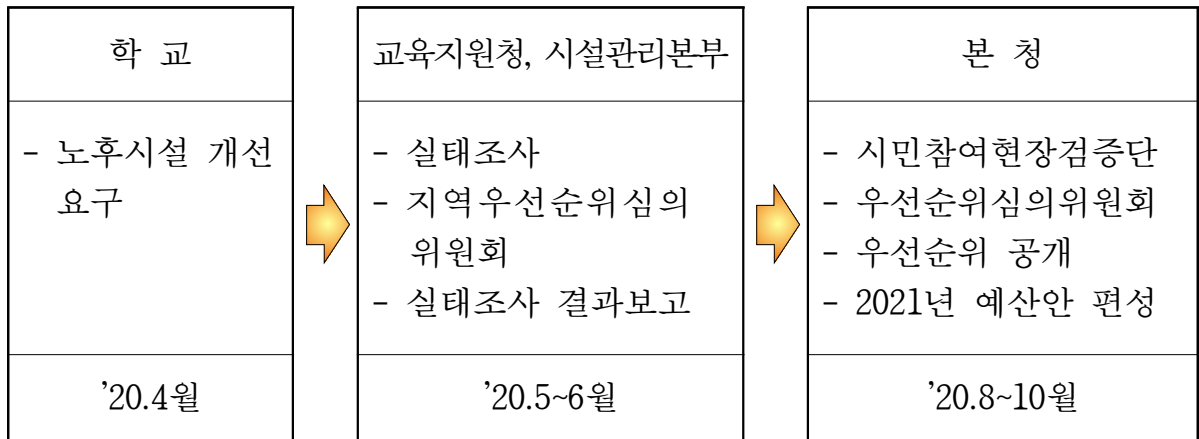 학 교
- 노후시설 개선
요구
’20.4월
교육지원청, 시설관리본부
- 실태조사
- 지역우선순위심의
위원회
- 실태조사 결과보고
’20.5~6월
본 청
- 시민참여현장검증단
- 우선순위심의위원회
- 우선순위 공개
- 2021년 예산안 편성
’20.8~10월